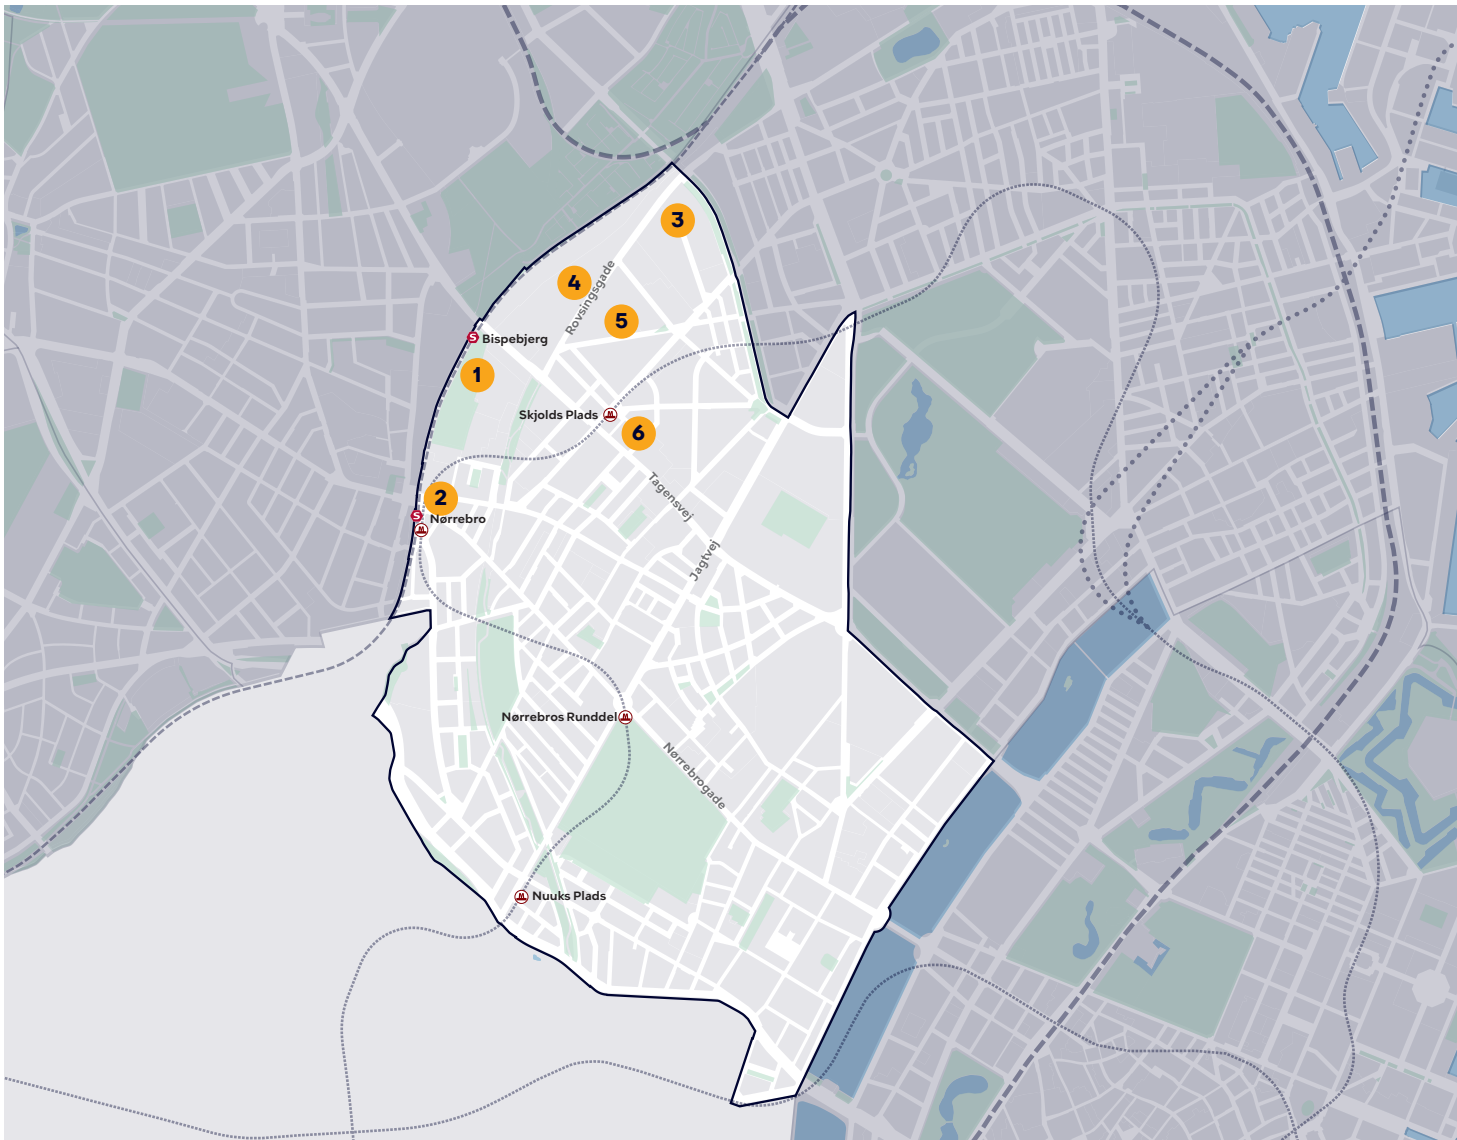 3
4
Rovsingsgade
5
S Bispebjerg
1
Skjolds Plads M
6
Tagensvej
2
S Nørrebro
M
Jagtvej
Nørrebros Runddel M
Nørrebrogade
M Nuuks Plads